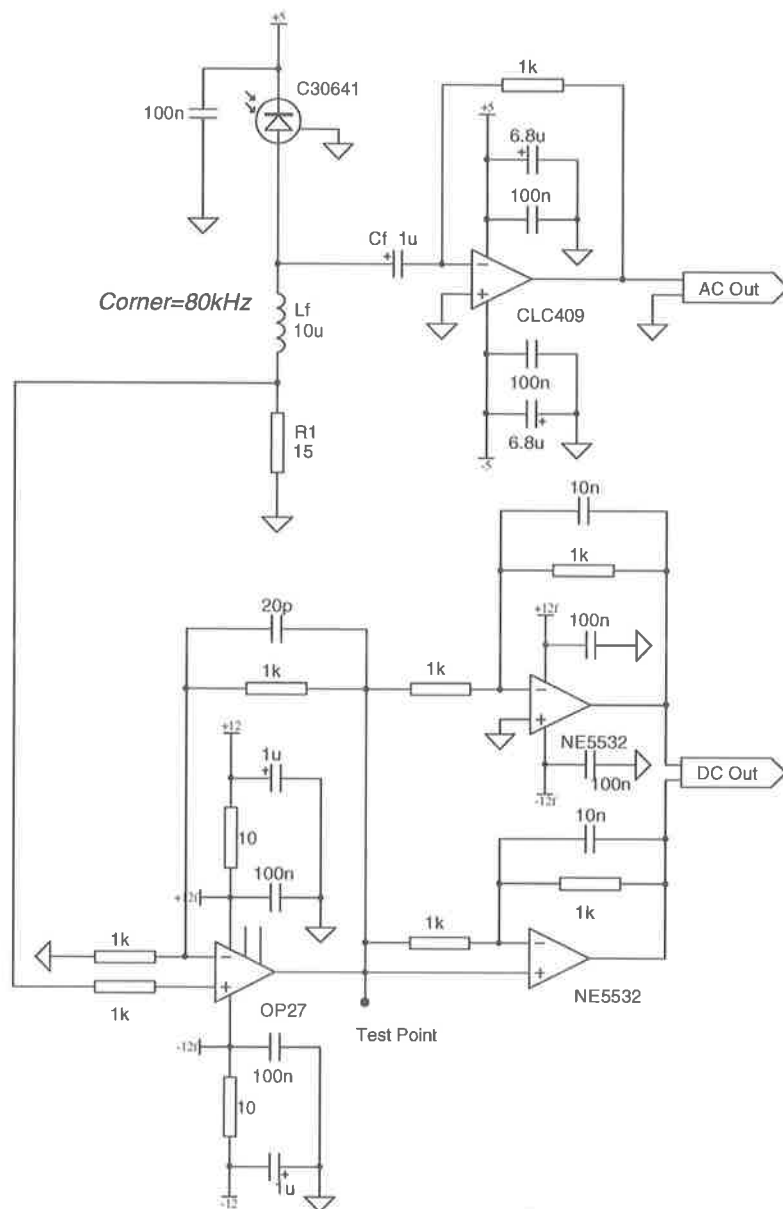 +5
C30641
100n
1k
+5
6.8u
100n
Cf 1u
Corner=80kHz
Lf
10u
CLC409
AC Out
100n
6.8u
-5
R1
15
10n
1k
20p
1k
1k
+12f
100n
NE5532
100n
-12f
DC Out
+12
1u
10
100n
+12f
10n
1k
1k
1k
1k
OP27
NE5532
Test Point
-12f
100n
10
1u
-12